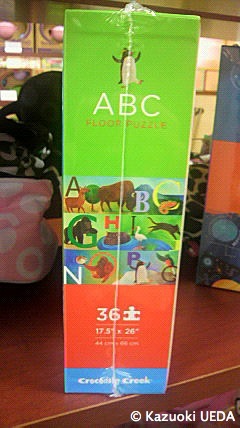 ABC
FLOOR PUZZLE
A B C
G H I
N P
36
17.5" x 26"
44 cm x 66 cm
Crocodile Creek
© Kazuoki UEDA